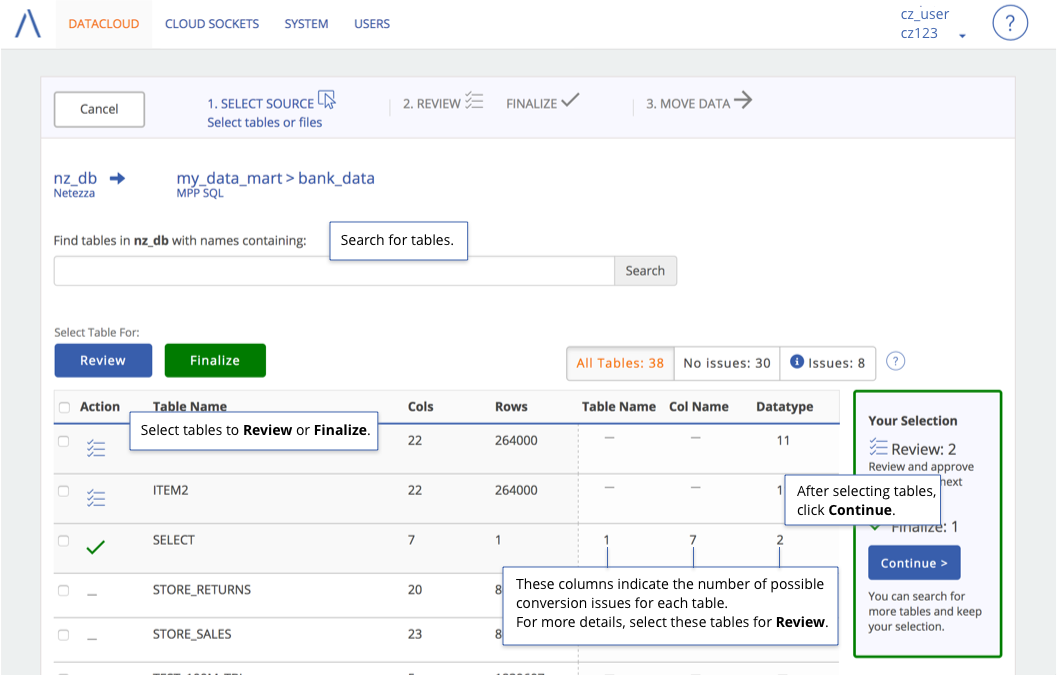 DATACLOUD CLOUD SOCKETS SYSTEM USERS
cz_user
cz123
?
Cancel
1. SELECT SOURCE
Select tables or files
2. REVIEW
FINALIZE
3. MOVE DATA
nz_db
Netezza
my_data_mart > bank_data
MPP SQL
Find tables in nz_db with names containing:
Search for tables.
Search
Select Table For:
Review Finalize
All Tables: 38 No issues: 30 Issues: 8 ?
Action Table Name Cols Rows Table Name Col Name Datatype
Select tables to Review or Finalize.
22 264000 — — 11
ITEM2 22 264000 — — 1
SELECT 7 1 1 7 2
STORE_RETURNS 20 8
STORE_SALES 23 8
These columns indicate the number of possible
conversion issues for each table.
For more details, select these tables for Review.
Your Selection
Review: 2
Review and approve
next
After selecting tables,
click Continue.
Finalize: 1
Continue >
You can search for
more tables and keep
your selection.